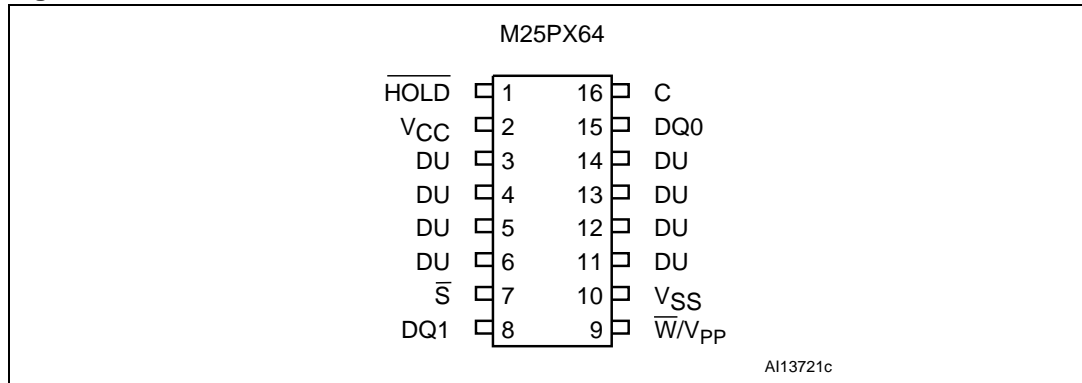 M25PX64
HOLD 1 16 C
VCC 2 15 DQ0
DU 3 14 DU
DU 4 13 DU
DU 5 12 DU
DU 6 11 DU
S 7 10 VSS
DQ1 8 9 W/VPP
AI13721c